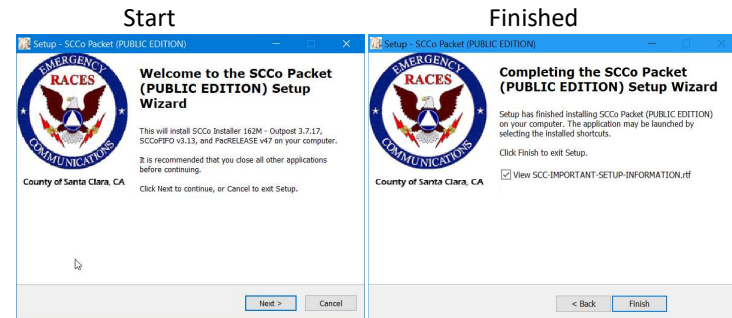 Start
Finished
Setup - SCCo Packet (PUBLIC EDITION)
EMERGENCY
RACES
COMMUNICATIONS
County of Santa Clara, CA
Welcome to the SCCo Packet
(PUBLIC EDITION) Setup
Wizard
This will install SCCo Installer 162M - Outpost 3.7.17,
SCCoPIFO v3.13, and PacRELEASE v47 on your computer.
It is recommended that you close all other applications
before continuing.
Click Next to continue, or Cancel to exit Setup.
Next >
Cancel
Setup - SCCo Packet (PUBLIC EDITION)
EMERGENCY
RACES
COMMUNICATIONS
County of Santa Clara, CA
Completing the SCCo Packet
(PUBLIC EDITION) Setup Wizard
Setup has finished installing SCCo Packet (PUBLIC EDITION)
on your computer. The application may be launched by
selecting the installed shortcuts.
Click Finish to exit Setup.
View SCC-IMPORTANT-SETUP-INFORMATION.rtf
< Back
Finish